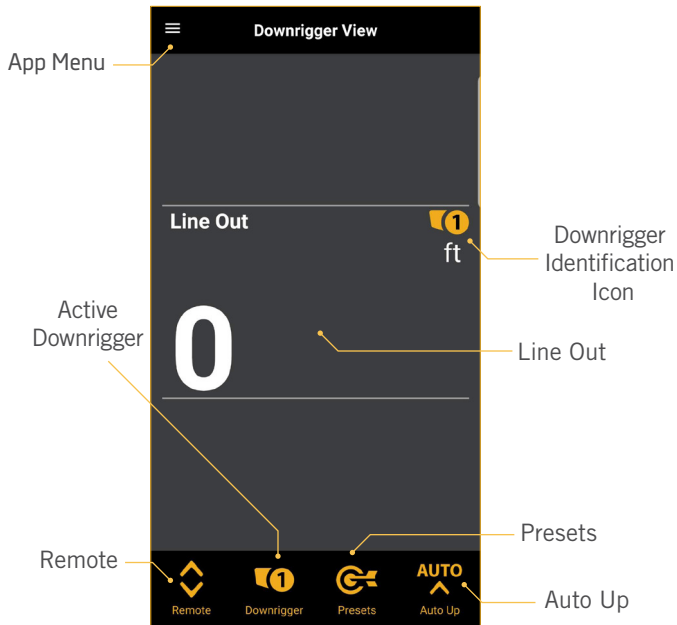 Downrigger View
App Menu
Line Out
1
ft
Downrigger
Identification
Icon
Active
Downrigger
0
Line Out
Presets
Remote
1
AUTO
Remote
Downrigger
Presets
Auto Up
Auto Up